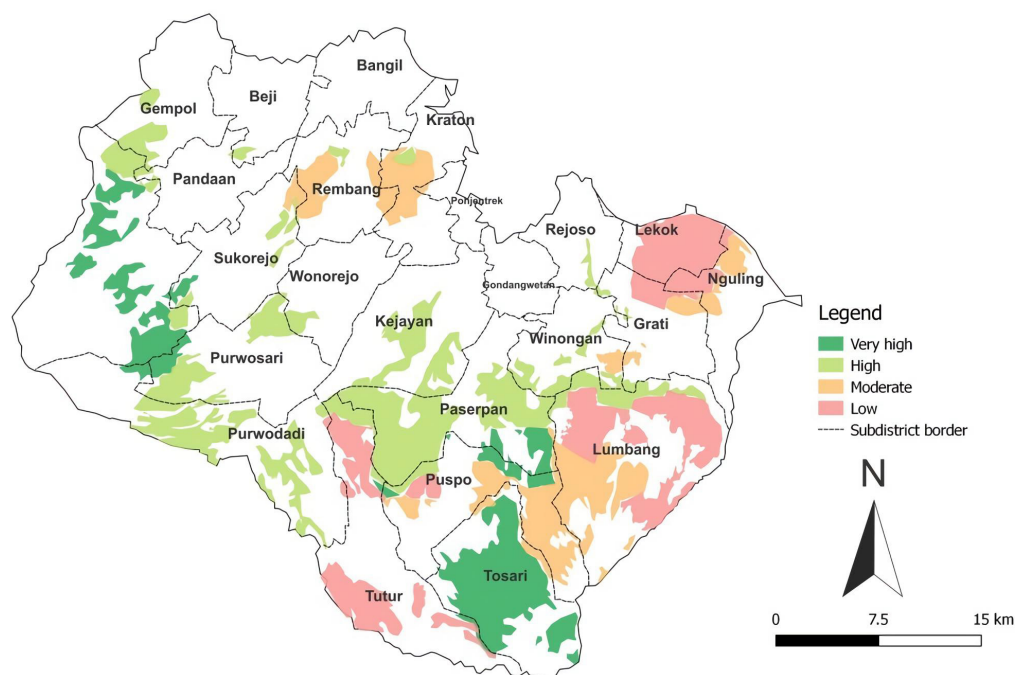 Bangil
Beji
Gempol
Kraton
Pandaan
Rembang
Pohjentrek
Rejoso
Lekok
Sukorejo
Wonorejo
Gondangwetan
Nguling
Kejayan
Grati
Winongan
Purwosari
Paserpan
Purwodadi
Lumbang
Puspo
Tosari
Tutur
Legend
Very high
High
Moderate
Low
Subdistrict border
N
0 7.5 15 km